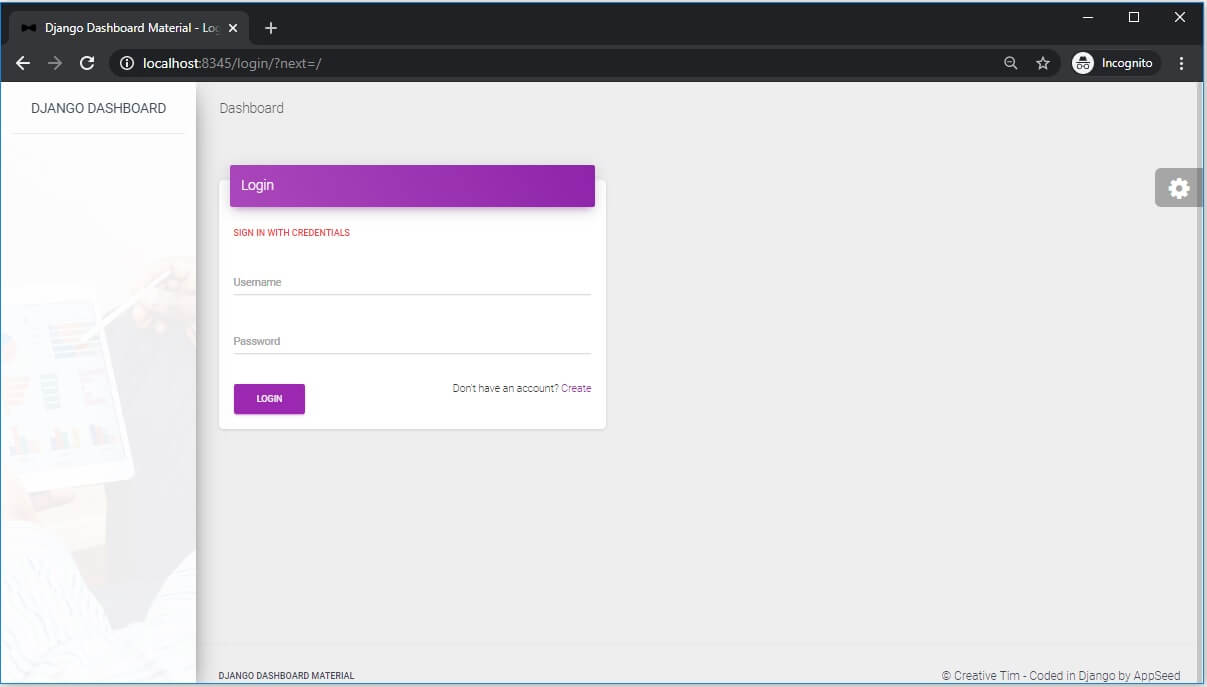 Django Dashboard Material - Log
localhost:8345/login/?next=/
Incognito
DJANGO DASHBOARD
Dashboard
Login
SIGN IN WITH CREDENTIALS
Username
Password
LOGIN
Don't have an account? Create
DJANGO DASHBOARD MATERIAL
© Creative Tim - Coded in Django by AppSeed